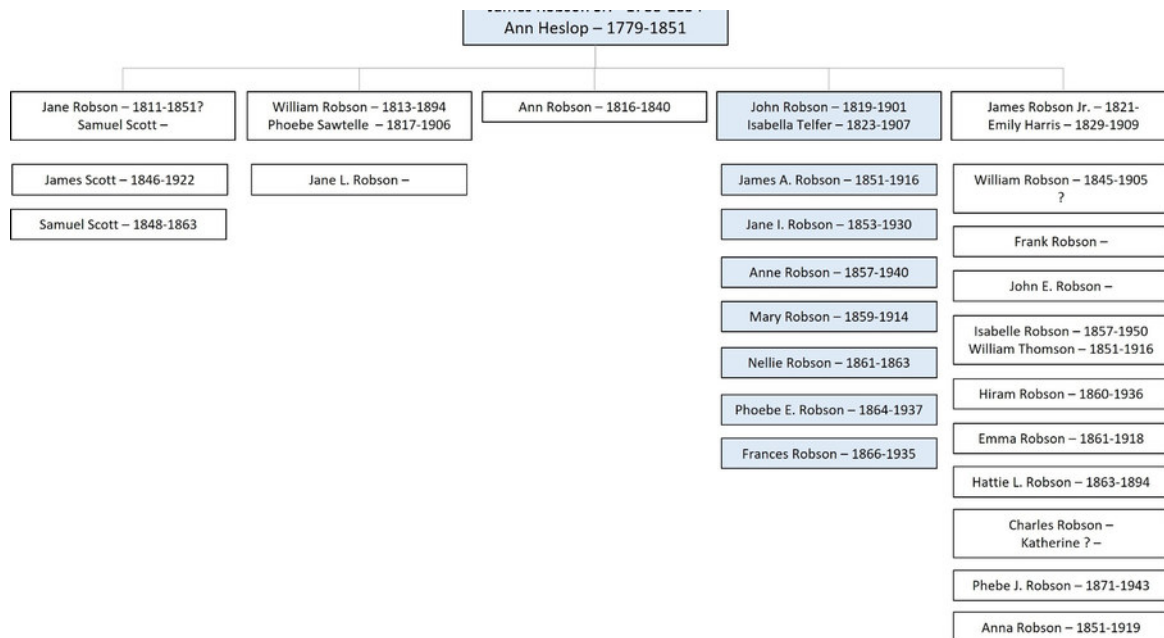 Ann Heslop – 1779-1851
Jane Robson – 1811-1851?
Samuel Scott –
William Robson – 1813-1894
Phoebe Sawtelle – 1817-1906
Ann Robson – 1816-1840
John Robson – 1819-1901
Isabella Telfer – 1823-1907
James Robson Jr. – 1821-
Emily Harris – 1829-1909
James Scott – 1846-1922
Samuel Scott – 1848-1863
Jane L. Robson –
James A. Robson – 1851-1916
Jane I. Robson – 1853-1930
Anne Robson – 1857-1940
Mary Robson – 1859-1914
Nellie Robson – 1861-1863
Phoebe E. Robson – 1864-1937
Frances Robson – 1866-1935
William Robson – 1845-1905
?
Frank Robson –
John E. Robson –
Isabelle Robson – 1857-1950
William Thomson – 1851-1916
Hiram Robson – 1860-1936
Emma Robson – 1861-1918
Hattie L. Robson – 1863-1894
Charles Robson –
Katherine ? –
Phebe J. Robson – 1871-1943
Anna Robson – 1851-1919